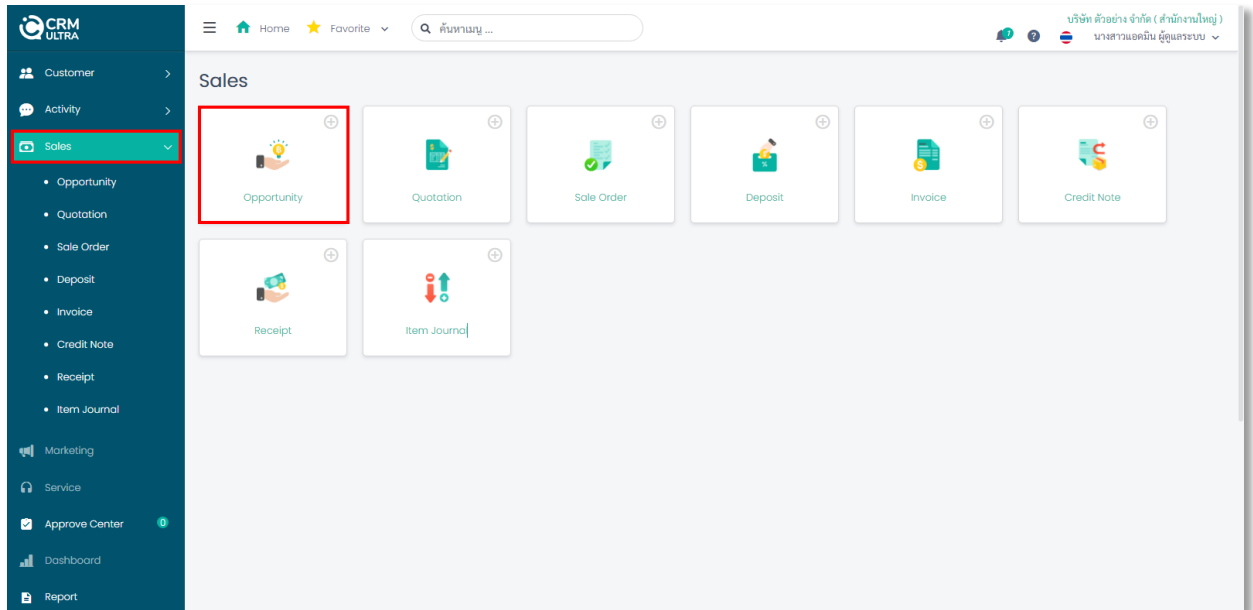 CRM
ULTRA
Home
Favorite
ค้นหาเมนู ...
7
บริษัท ตัวอย่าง จำกัด ( สำนักงานใหญ่ )
นางสาวแอดมิน ผู้ดูแลระบบ
Customer
Activity
Sales
Opportunity
Quotation
Sale Order
Deposit
Invoice
Credit Note
Receipt
Item Journal
Marketing
Service
Approve Center
0
Dashboard
Report
Sales
Opportunity
Quotation
Sale Order
Deposit
Invoice
Credit Note
Receipt
Item Journal